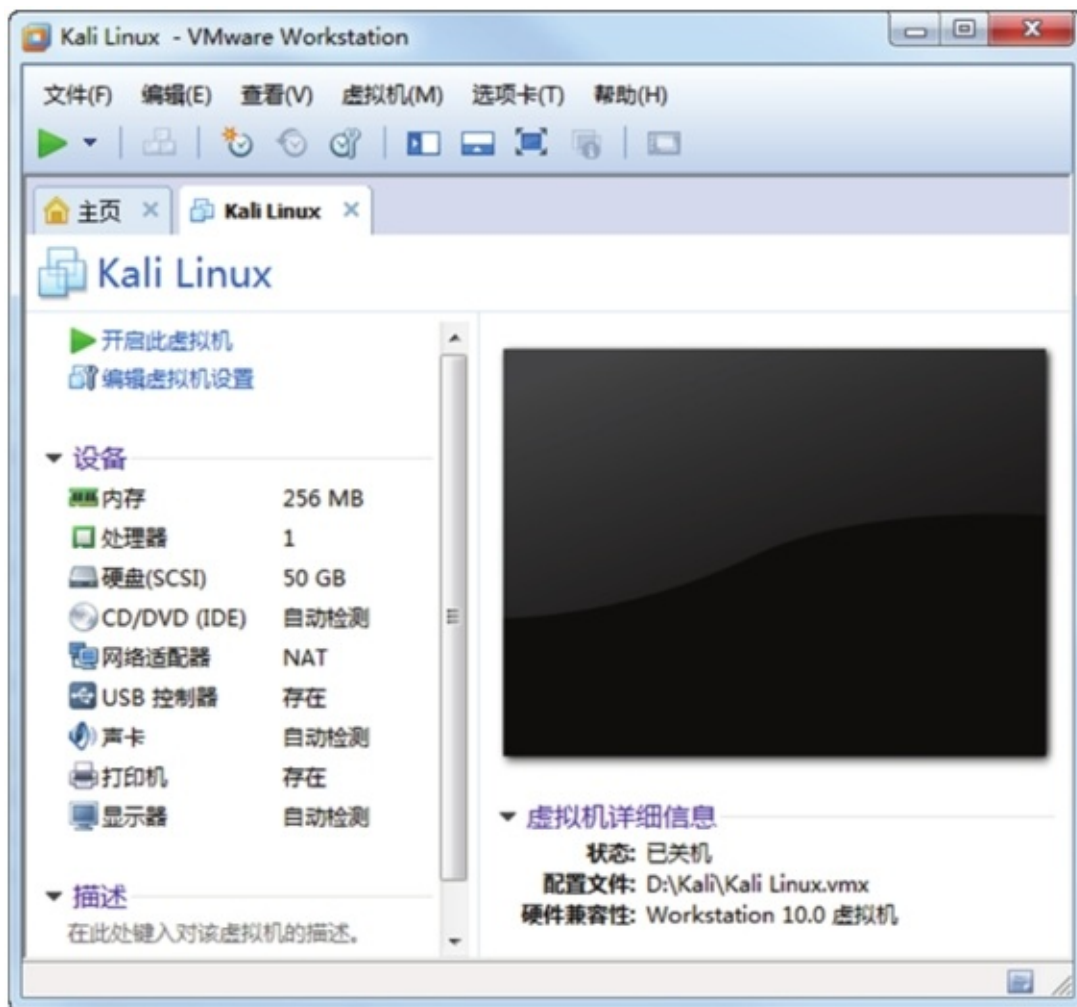 Kali Linux - VMware Workstation
文件(F) 编辑(E) 查看(V) 虚拟机(M) 选项卡(T) 帮助(H)
主页 Kali Linux
Kali Linux
开启此虚拟机
编辑虚拟机设置
设备
内存 256 MB
处理器 1
硬盘(SCSI) 50 GB
CD/DVD (IDE) 自动检测
网络适配器 NAT
USB 控制器 存在
声卡 自动检测
打印机 存在
显示器 自动检测
描述
在此处键入对该虚拟机的描述。
虚拟机详细信息
状态: 已关机
配置文件: D:\Kali\Kali Linux.vmx
硬件兼容性: Workstation 10.0 虚拟机